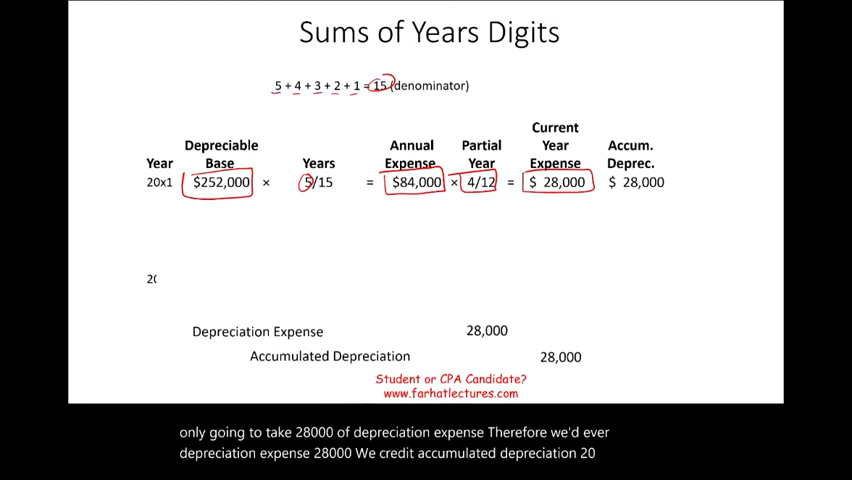 Sums of Years Digits
5 + 4 + 3 + 2 + 1 = 15 (denominator)
Current
Depreciable Annual Partial Year Accum.
Year Base Years Expense Year Expense Deprec.
20x1 $252,000 × 5/15 = $84,000 × 4/12 = $ 28,000 $ 28,000
20
Depreciation Expense 28,000
Accumulated Depreciation 28,000
Student or CPA Candidate?
www.farhatlectures.com
only going to take 28000 of depreciation expense Therefore we'd ever
depreciation expense 28000 We credit accumulated depreciation 20